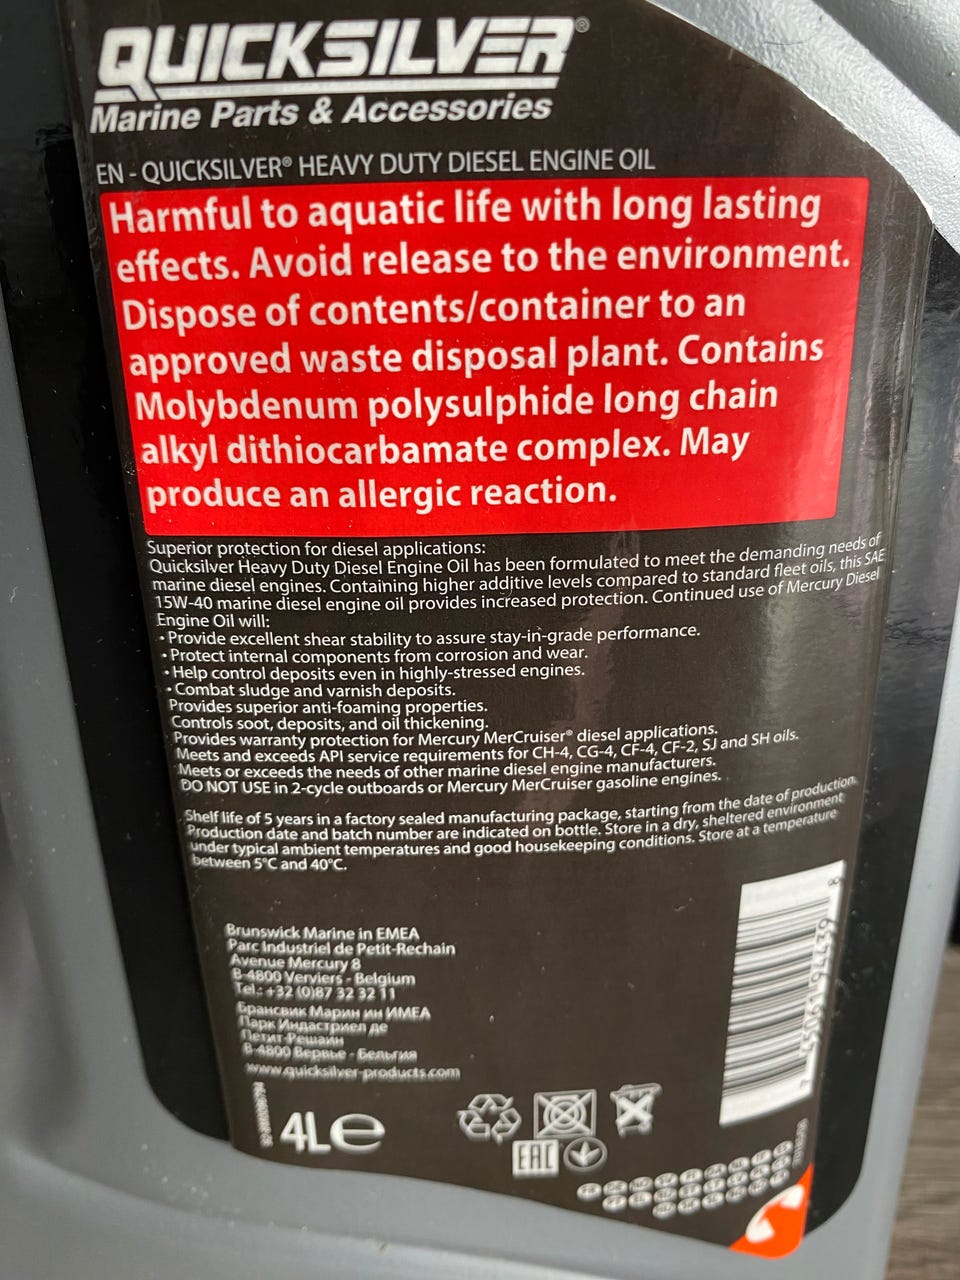 QUICKSILVER®
Marine Parts & Accessories
EN - QUICKSILVER® HEAVY DUTY DIESEL ENGINE OIL
Harmful to aquatic life with long lasting
effects. Avoid release to the environment.
Dispose of contents/container to an
approved waste disposal plant. Contains
Molybdenum polysulphide long chain
alkyl dithiocarbamate complex. May
produce an allergic reaction.
Superior protection for diesel applications:
Quicksilver Heavy Duty Diesel Engine Oil has been formulated to meet the demanding needs of
marine diesel engines. Containing higher additive levels compared to standard fleet oils, this SAE
15W-40 marine diesel engine oil provides increased protection. Continued use of Mercury Diesel
Engine Oil will:
• Provide excellent shear stability to assure stay-in-grade performance.
• Protect internal components from corrosion and wear.
• Help control deposits even in highly-stressed engines.
• Combat sludge and varnish deposits.
Provides superior anti-foaming properties.
Controls soot, deposits, and oil thickening.
Provides warranty protection for Mercury MerCruiser® diesel applications.
Meets and exceeds API service requirements for CH-4, CG-4, CF-4, CF-2, SJ and SH oils.
Meets or exceeds the needs of other marine diesel engine manufacturers.
DO NOT USE in 2-cycle outboards or Mercury MerCruiser gasoline engines.
Shelf life of 5 years in a factory sealed manufacturing package, starting from the date of production.
Production date and batch number are indicated on bottle. Store in a dry, sheltered environment
under typical ambient temperatures and good housekeeping conditions. Store at a temperature
between 5°C and 40°C.
Brunswick Marine in EMEA
Parc Industriel de Petit-Rechain
Avenue Mercury 8
B-4800 Verviers - Belgium
Tel.: +32 (0)87 32 32 11
Брансвик Марин ин ИМЕА
Парк Индастриел де
Петит-Решаин
B-4800 Вервье - Бельгия
www.quicksilver-products.com
4L℮
EAC